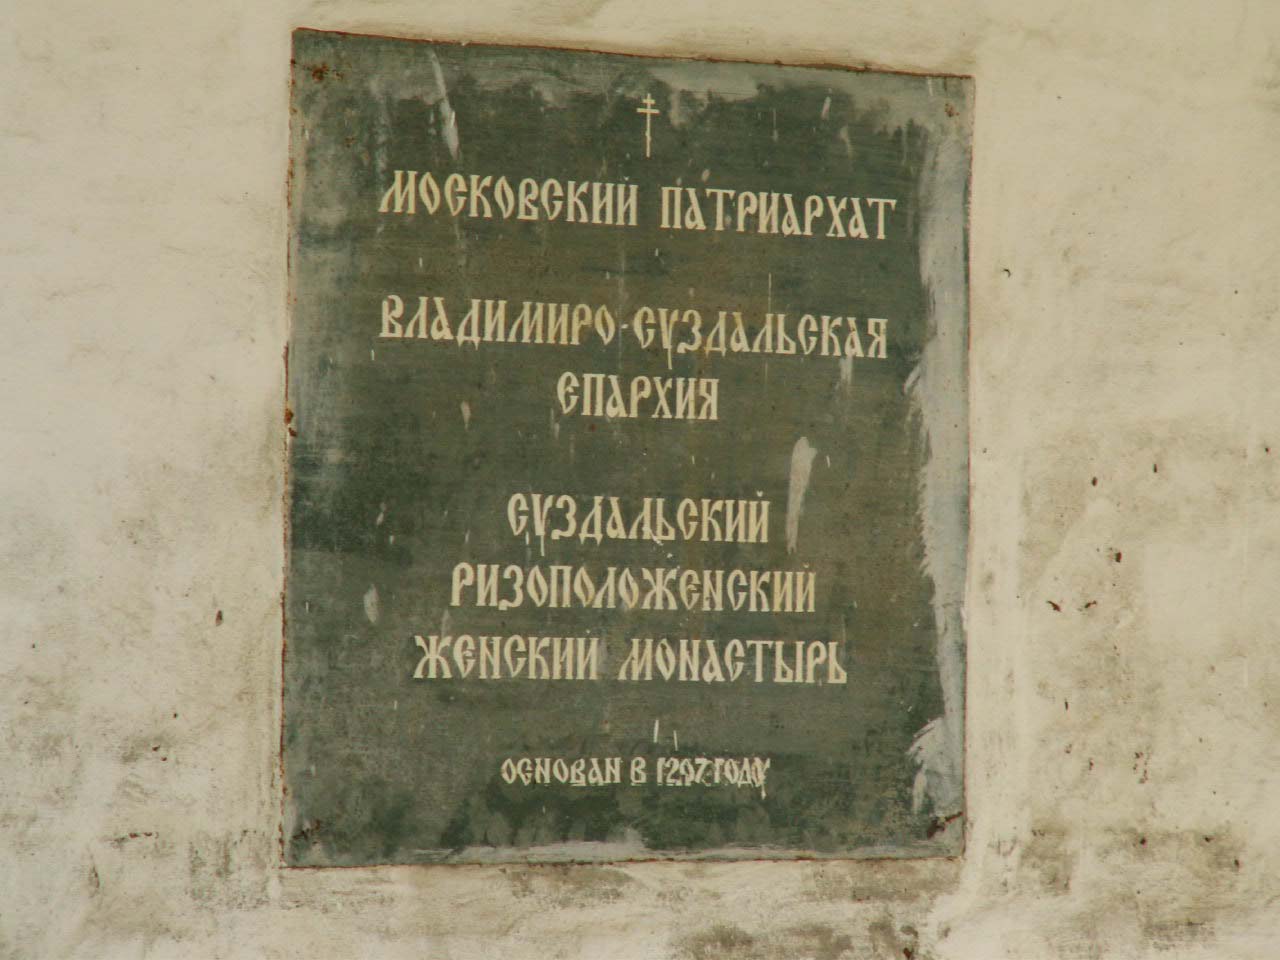 МОСКОВСКИЙ ПАТРИАРХАТ
ВЛАДИМИРО-СУЗДАЛЬСКАЯ
ЕПАРХИЯ
СУЗДАЛЬСКИЙ
РИЗОПОЛОЖЕНСКИЙ
ЖЕНСКИЙ МОНАСТЫРЬ
ОСНОВАН В 1207 ГОДУ